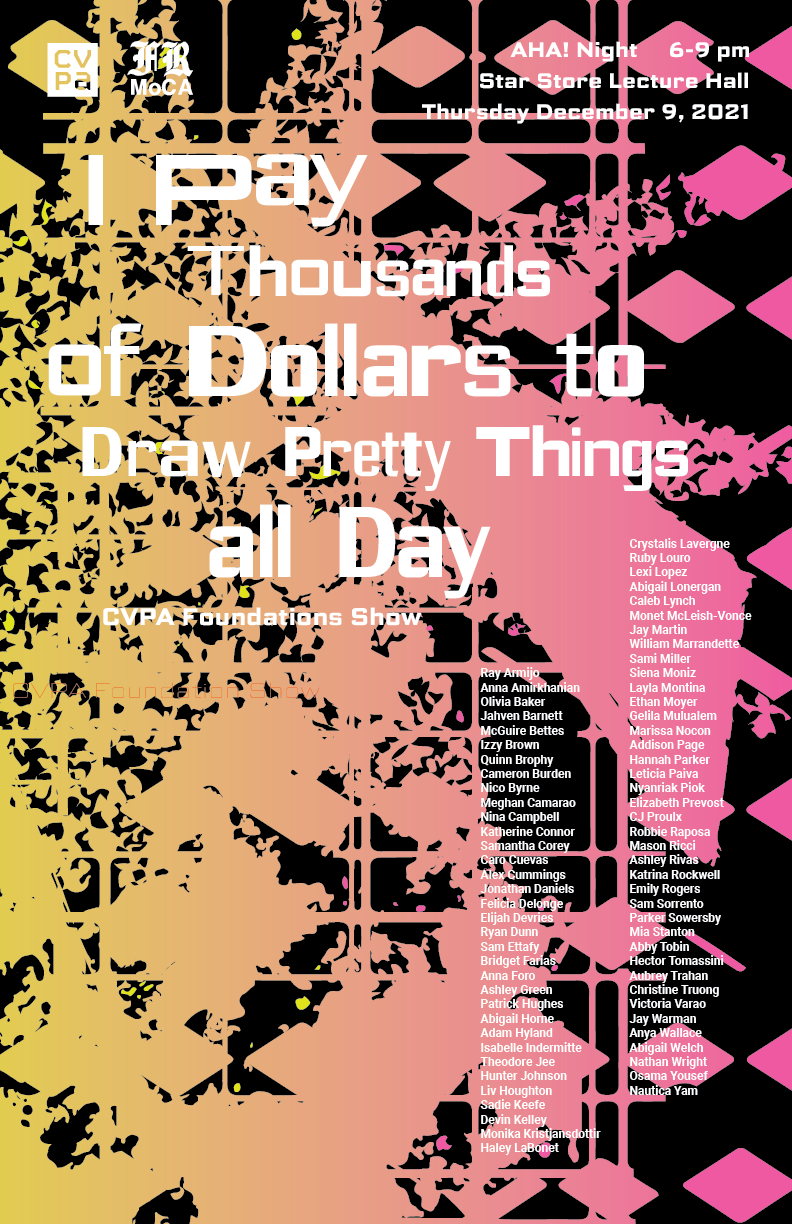 CV
Pa
FR
MoCA
AHA! Night 6-9 pm
Star Store Lecture Hall
Thursday December 9, 2021
I Pay
Thousands
of Dollars to
Draw Pretty Things
all Day
CVPA Foundations Show
CVPA Foundation Show
Ray Armijo
Anna Amirkhanian
Olivia Baker
Jahven Barnett
McGuire Bettes
Izzy Brown
Quinn Brophy
Cameron Burden
Nico Byrne
Meghan Camarao
Nina Campbell
Katherine Connor
Samantha Corey
Caro Cuevas
Alex Cummings
Jonathan Daniels
Felicia Delonge
Elijah Devries
Ryan Dunn
Sam Ettafy
Bridget Farias
Anna Foro
Ashley Green
Patrick Hughes
Abigail Horne
Adam Hyland
Isabelle Indermitte
Theodore Jee
Hunter Johnson
Liv Houghton
Sadie Keefe
Devin Kelley
Monika Kristjansdottir
Haley LaBonet
Crystalis Lavergne
Ruby Louro
Lexi Lopez
Abigail Lonergan
Caleb Lynch
Monet McLeish-Vonce
Jay Martin
William Marrandette
Sami Miller
Siena Moniz
Layla Montina
Ethan Moyer
Gelila Mulualem
Marissa Nocon
Addison Page
Hannah Parker
Leticia Paiva
Nyanriak Piok
Elizabeth Prevost
CJ Proulx
Robbie Raposa
Mason Ricci
Ashley Rivas
Katrina Rockwell
Emily Rogers
Sam Sorrento
Parker Sowersby
Mia Stanton
Abby Tobin
Hector Tomassini
Aubrey Trahan
Christine Truong
Victoria Varao
Jay Warman
Anya Wallace
Abigail Welch
Nathan Wright
Osama Yousef
Nautica Yam